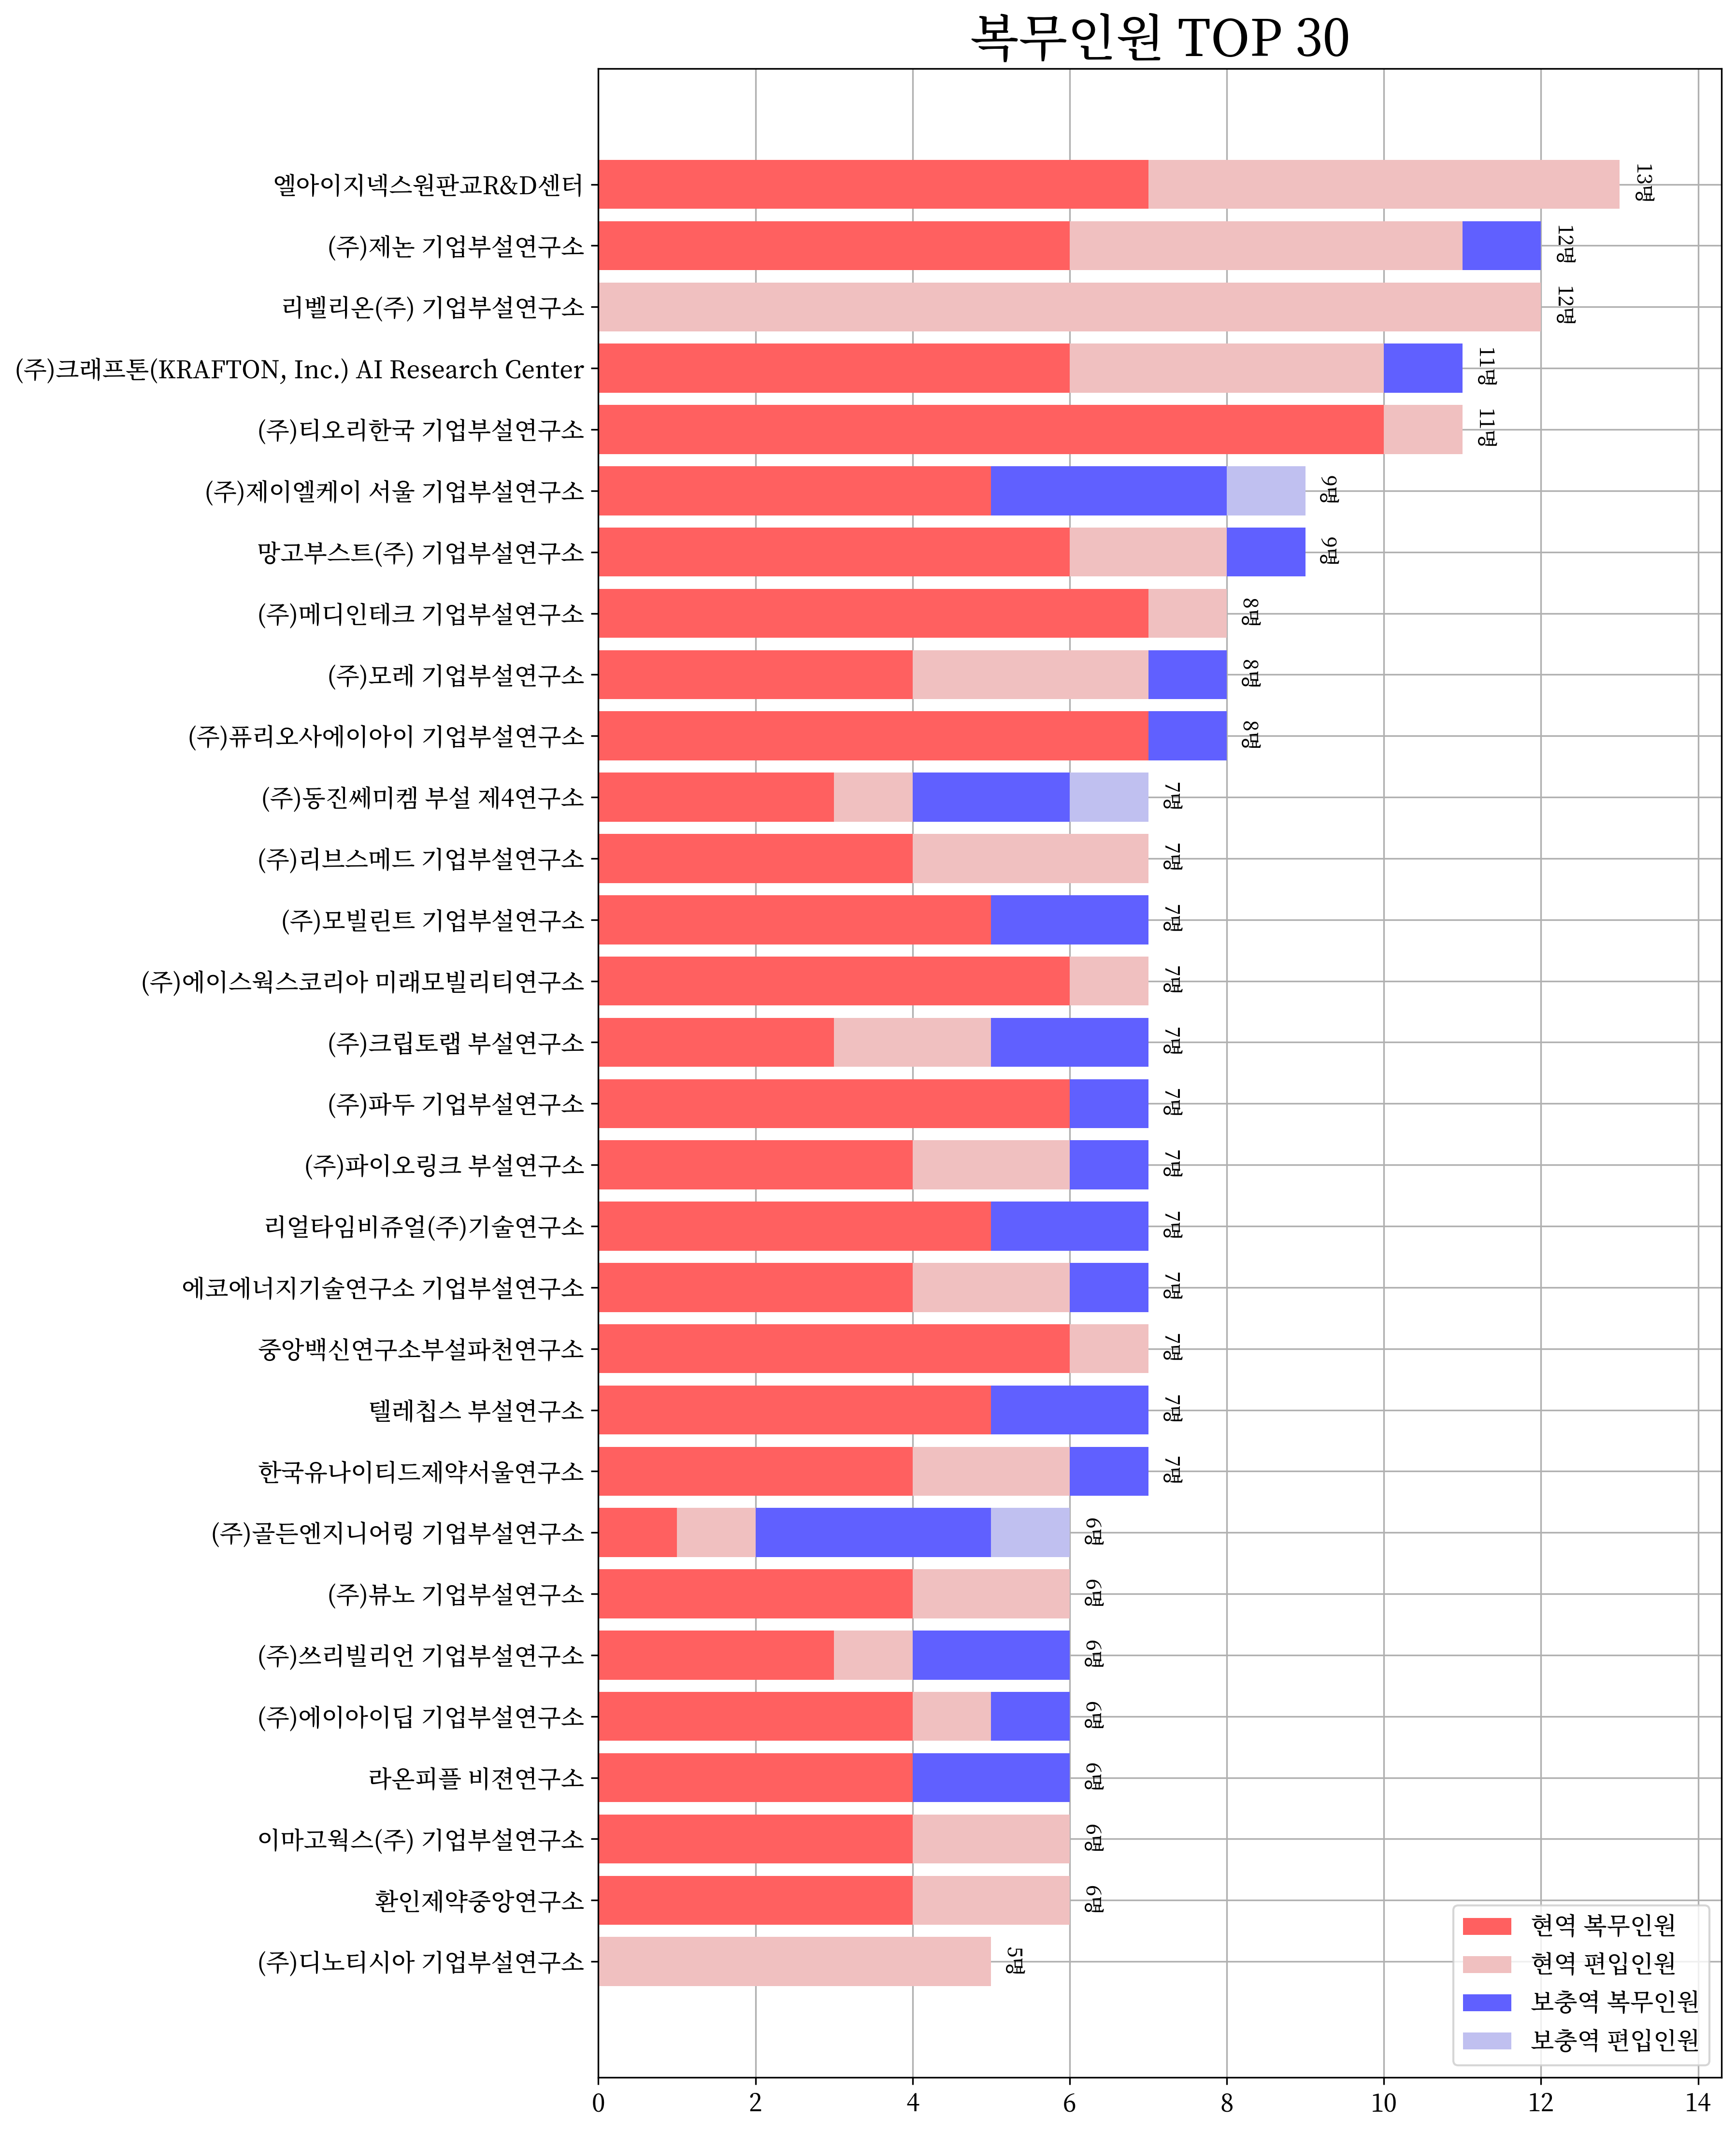 복무인원 TOP 30
엘아이지넥스원판교R&D센터
13명
(주)제논 기업부설연구소
12명
리벨리온(주) 기업부설연구소
12명
(주)크래프톤(KRAFTON, Inc.) AI Research Center
11명
(주)티오리한국 기업부설연구소
11명
(주)제이엘케이 서울 기업부설연구소
9명
망고부스트(주) 기업부설연구소
9명
(주)메디인테크 기업부설연구소
8명
(주)모레 기업부설연구소
8명
(주)퓨리오사에이아이 기업부설연구소
8명
(주)동진쎄미켐 부설 제4연구소
7명
(주)리브스메드 기업부설연구소
7명
(주)모빌린트 기업부설연구소
7명
(주)에이스웍스코리아 미래모빌리티연구소
7명
(주)크립토랩 부설연구소
7명
(주)파두 기업부설연구소
7명
(주)파이오링크 부설연구소
7명
리얼타임비쥬얼(주)기술연구소
7명
에코에너지기술연구소 기업부설연구소
7명
중앙백신연구소부설파천연구소
7명
텔레칩스 부설연구소
7명
한국유나이티드제약서울연구소
7명
(주)골든엔지니어링 기업부설연구소
6명
(주)뷰노 기업부설연구소
6명
(주)쓰리빌리언 기업부설연구소
6명
(주)에이아이딥 기업부설연구소
6명
라온피플 비젼연구소
6명
이마고웍스(주) 기업부설연구소
6명
환인제약중앙연구소
6명
(주)디노티시아 기업부설연구소
5명
현역 복무인원
현역 편입인원
보충역 복무인원
보충역 편입인원
0 2 4 6 8 10 12 14